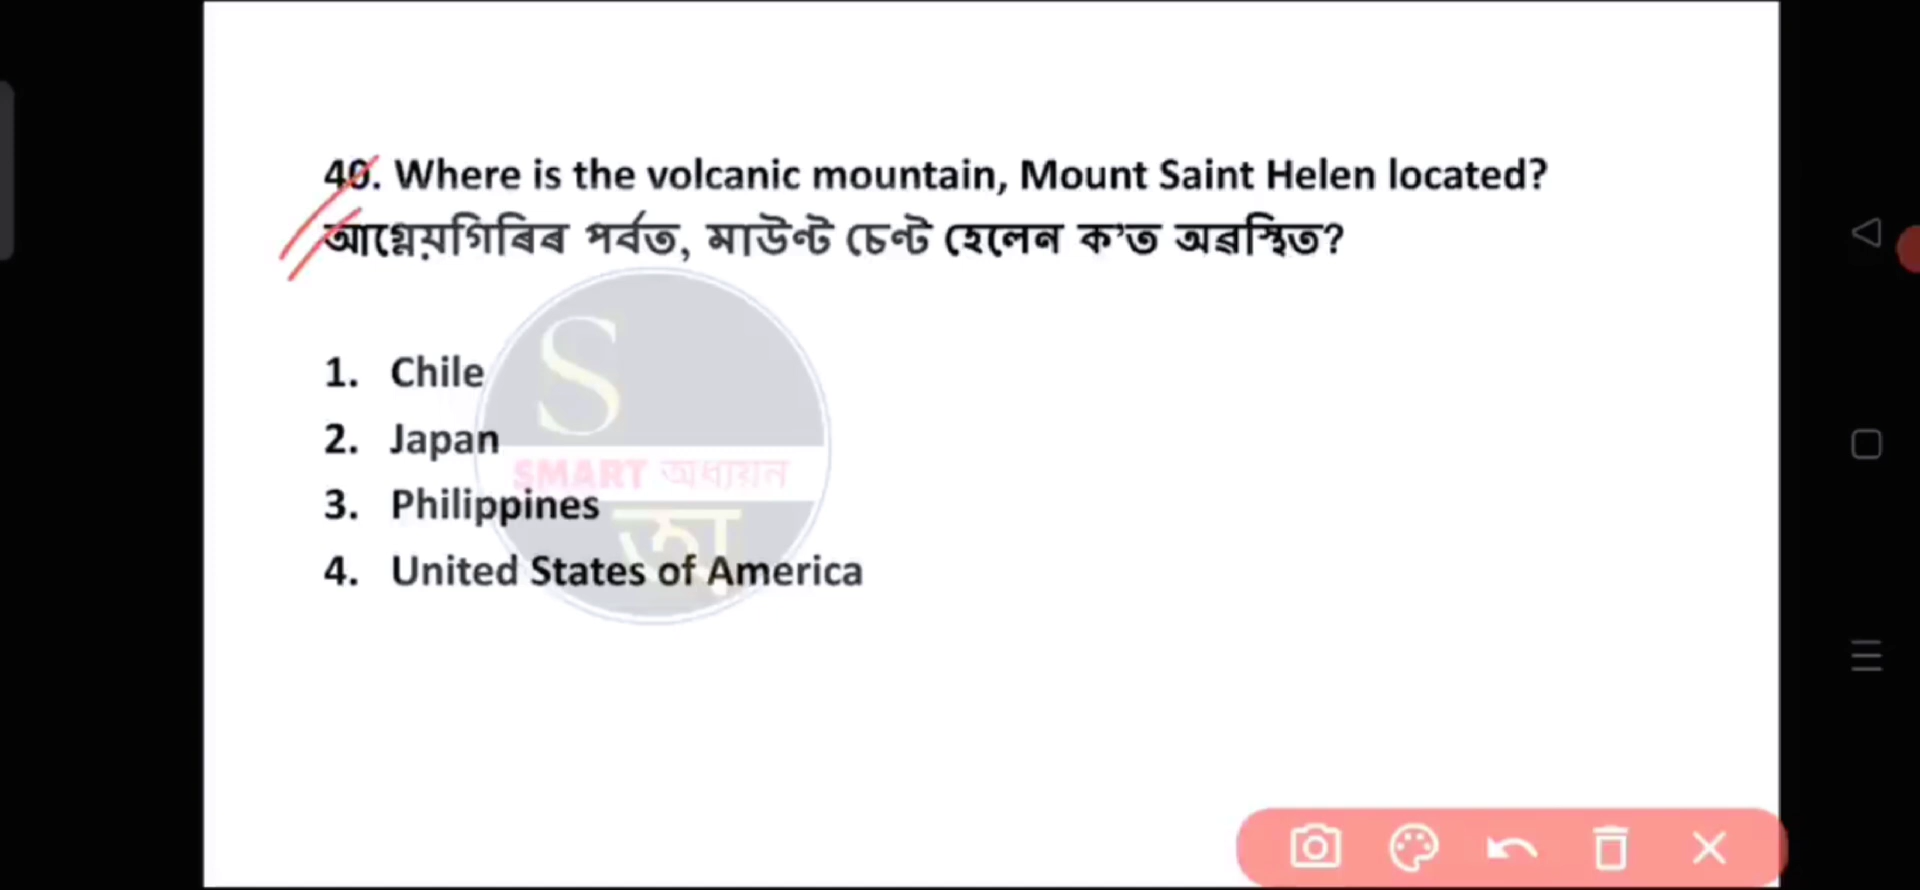 40. Where is the volcanic mountain, Mount Saint Helen located?
আগ্নেয়গিৰিৰ পৰ্বত, মাউণ্ট চেণ্ট হেলেন ক'ত অৱস্থিত?
S
1. Chile
2. Japan
SMART অধ্যয়ন
3. Philippines
4. United States of America